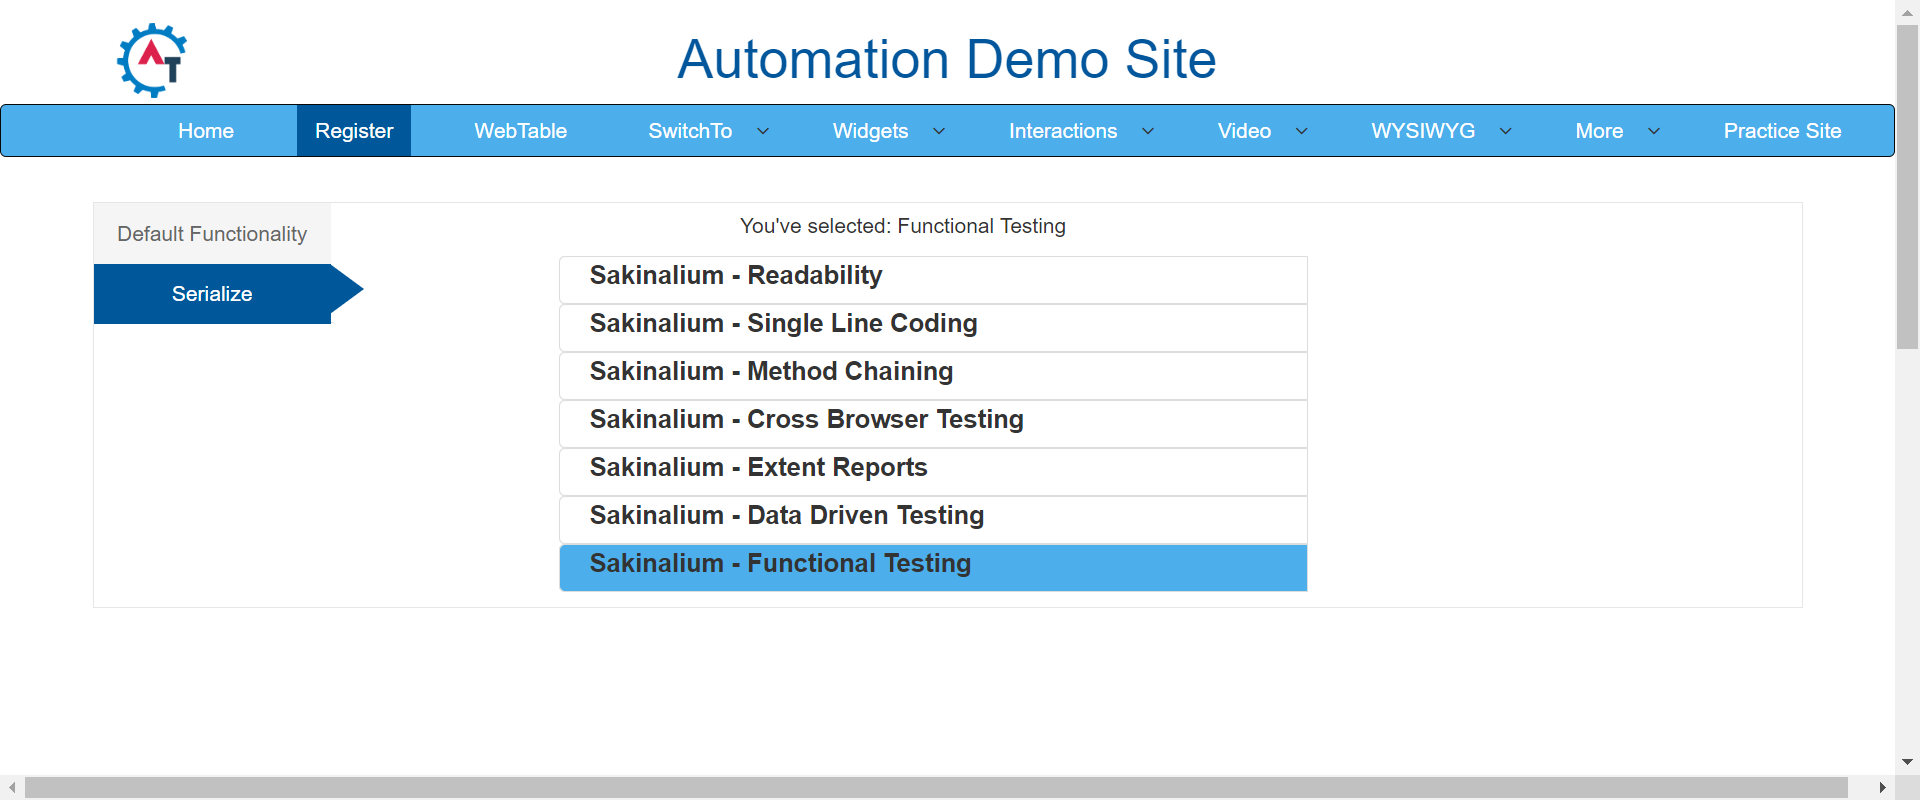 AT
Automation Demo Site
Home Register WebTable SwitchTo Widgets Interactions Video WYSIWYG More Practice Site
Default Functionality
Serialize
You've selected: Functional Testing
Sakinalium - Readability
Sakinalium - Single Line Coding
Sakinalium - Method Chaining
Sakinalium - Cross Browser Testing
Sakinalium - Extent Reports
Sakinalium - Data Driven Testing
Sakinalium - Functional Testing